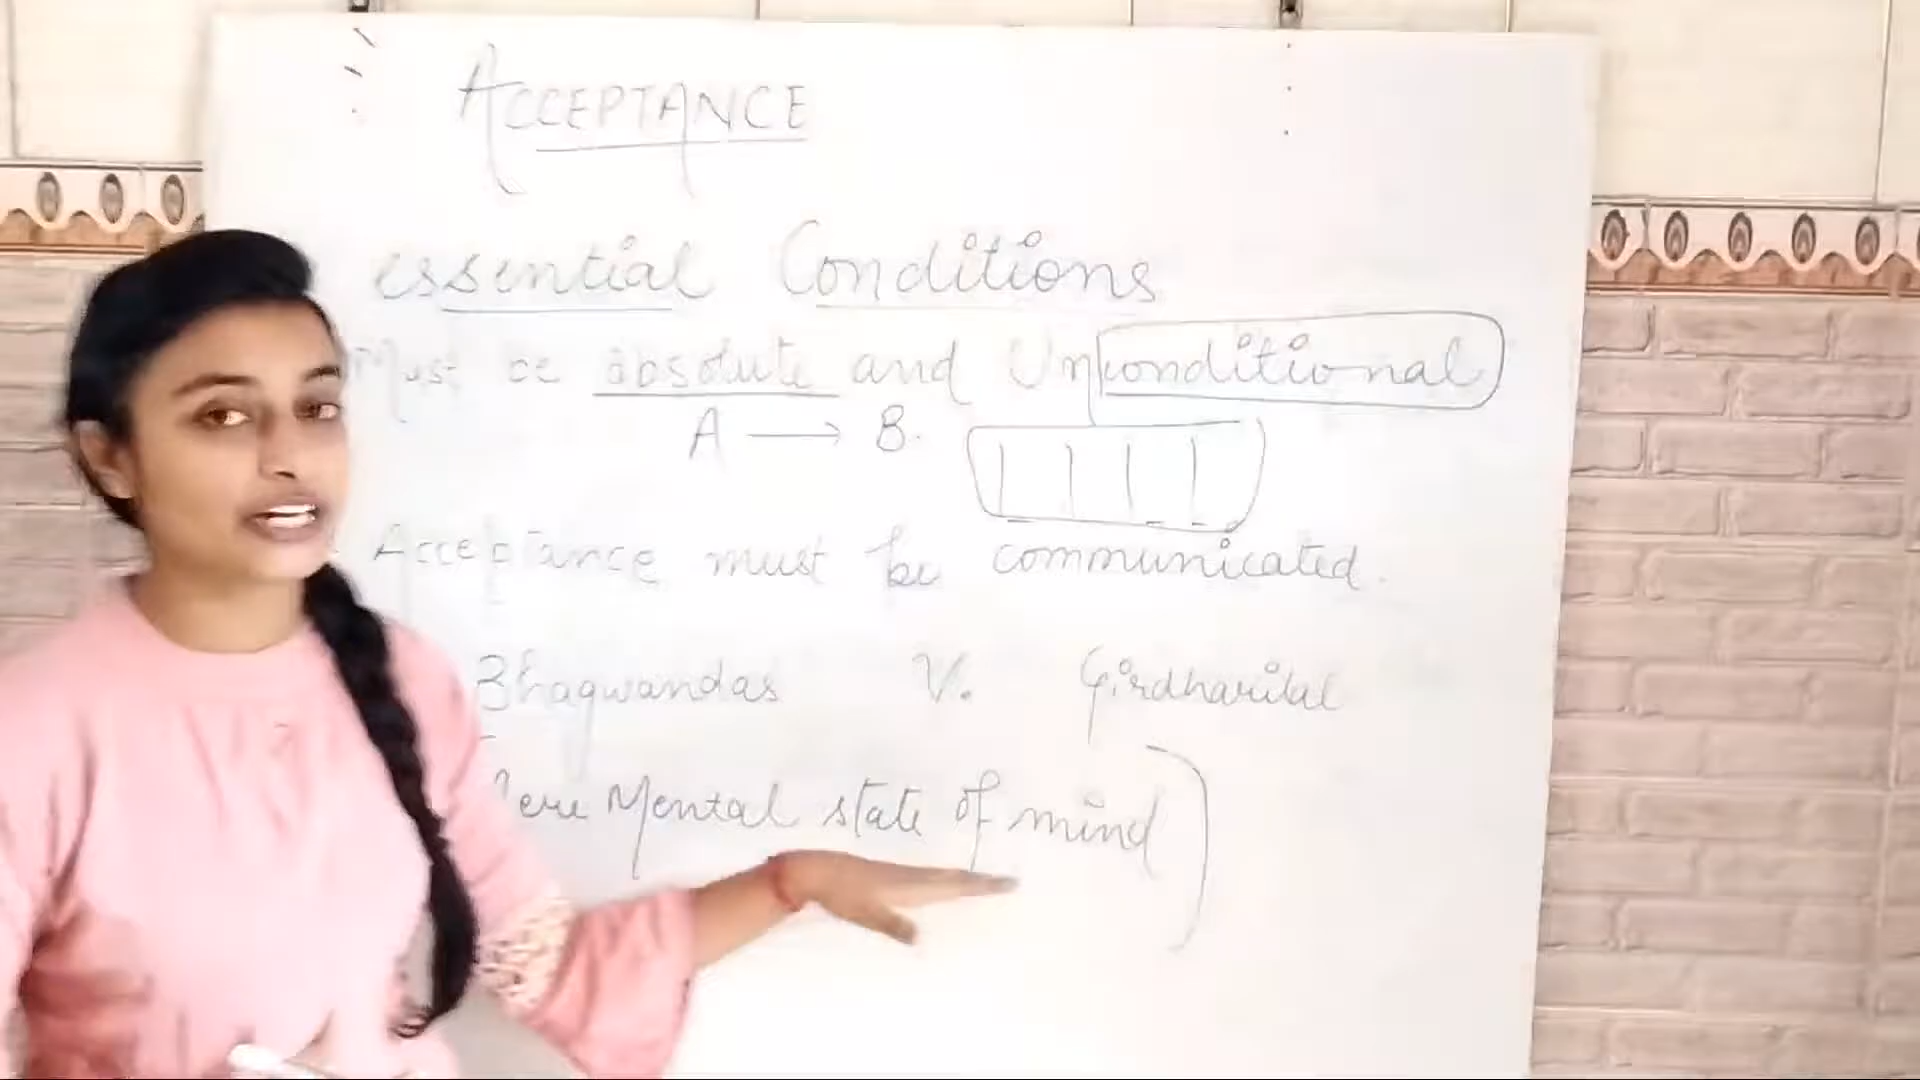 ACCEPTANCE
essential Conditions
Must be absolute and Unconditional
A → B.
Acceptance must be communicated.
Bhagwandas V. Girdharilal
Mere Mental state of mind